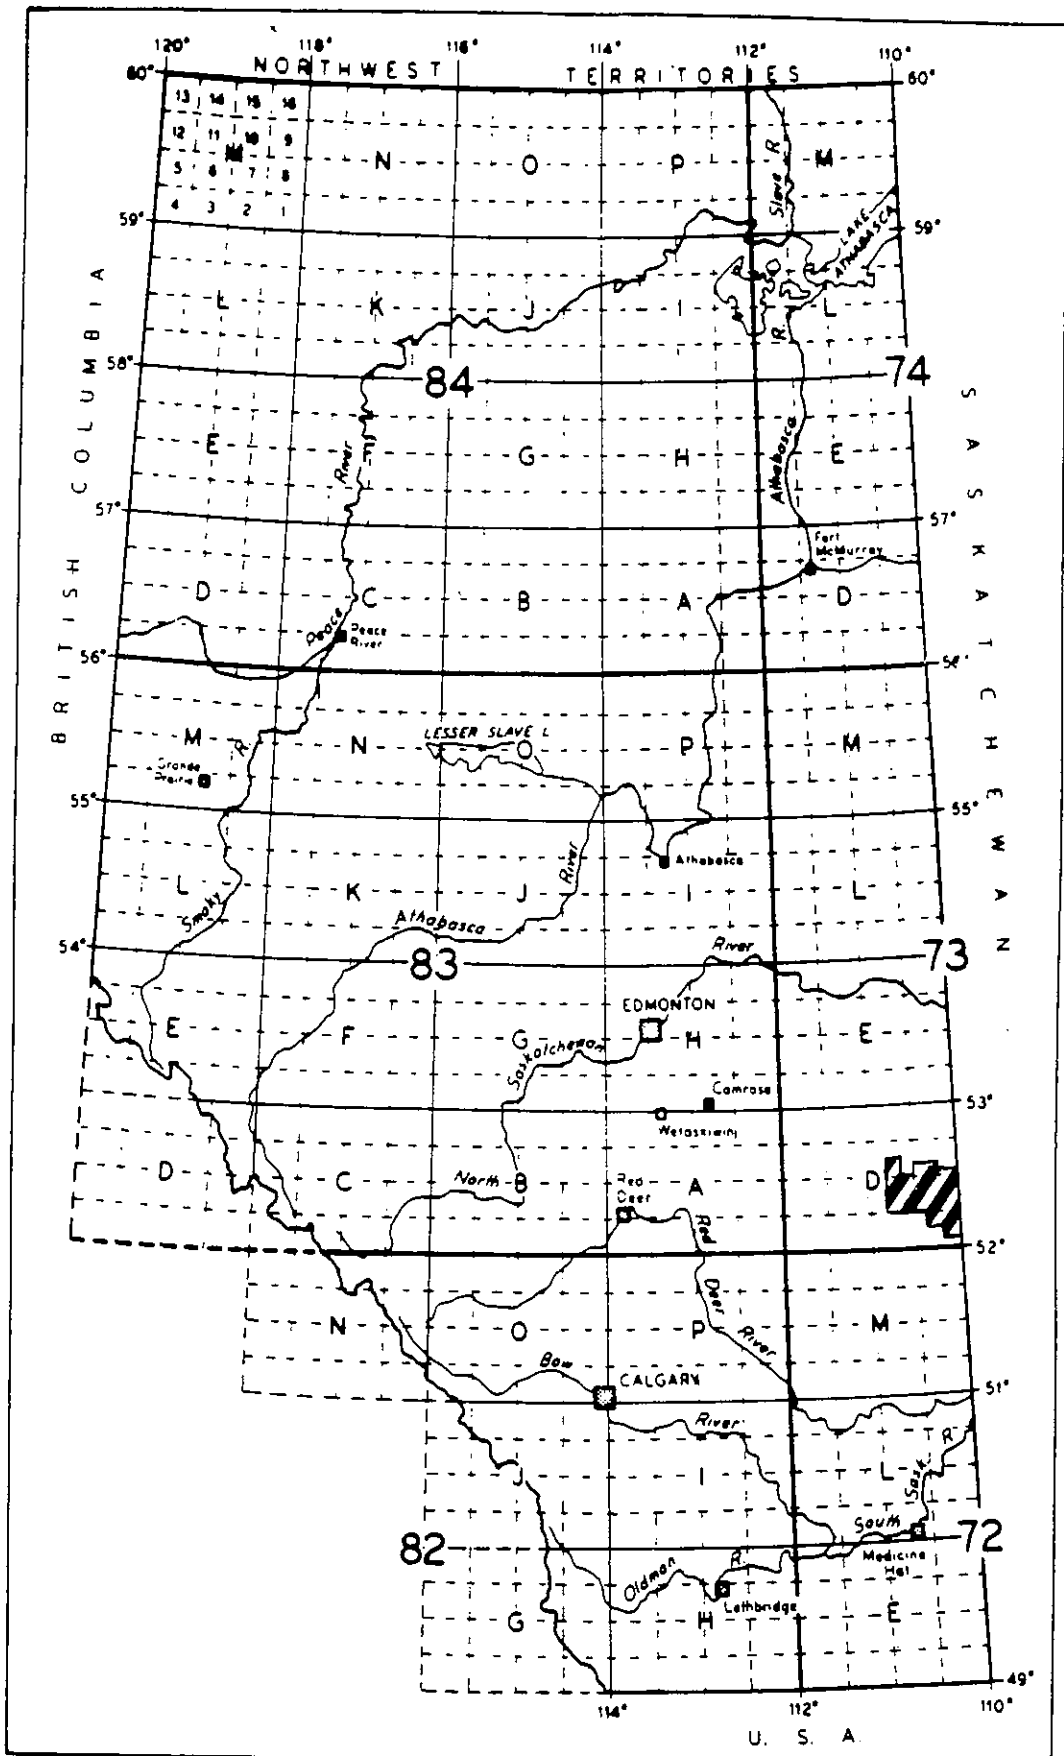 120° 118° 116° 114° 112° 110°
NORTHWEST TERRITORIES
60° 60°
13 14 15 16
12 11 10 9
5 6 7 8
4 3 2 1
M N O P M
Slave R.
59° 59°
LAKE ATHABASCA
L K J I L
R.
58° 84 74
BRITISH COLUMBIA
SASKATCHEWAN
E F G H E
River
Athabasca
57° 57°
Fort McMurray
D C B A D
Peace
Peace River
56° 56°
LESSER SLAVE L
M N O P M
R.
Grande Prairie
55° 55°
Athabasca
L K J I L
River
Smoky
Athabasca
River
54° 83 73
EDMONTON
E F G H E
Saskatchewan
Camrose
53°
Wetaskiwin
D C B A D
North
Red Deer
Red
52°
Deer
N O P M
River
Bow
CALGARY
51°
River
R.
J I L
Sask.
South
82 72
Medicine Hat
Oldman R.
Lethbridge
G H E
49°
114° 112° 110°
U. S. A.